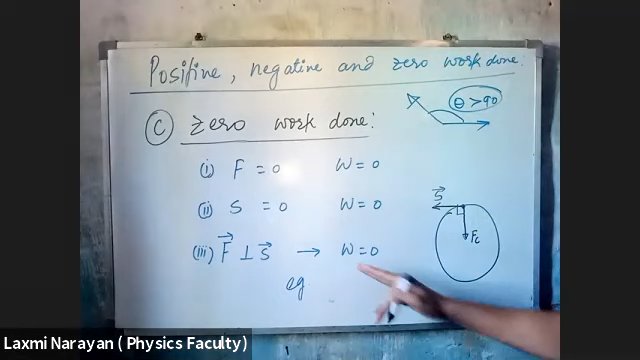 Positive, negative and zero work done:
θ > 90
Ⓒ zero work done:
(i) F = 0 W = 0
(ii) S = 0 W = 0
(iii) F⃗ ⊥ S⃗ → W = 0
eg
S⃗
Fc
Laxmi Narayan ( Physics Faculty)